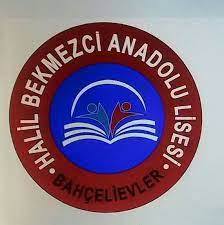 • HALİL BEKMEZCİ ANADOLU LİSESİ •
BAHÇELİEVLER